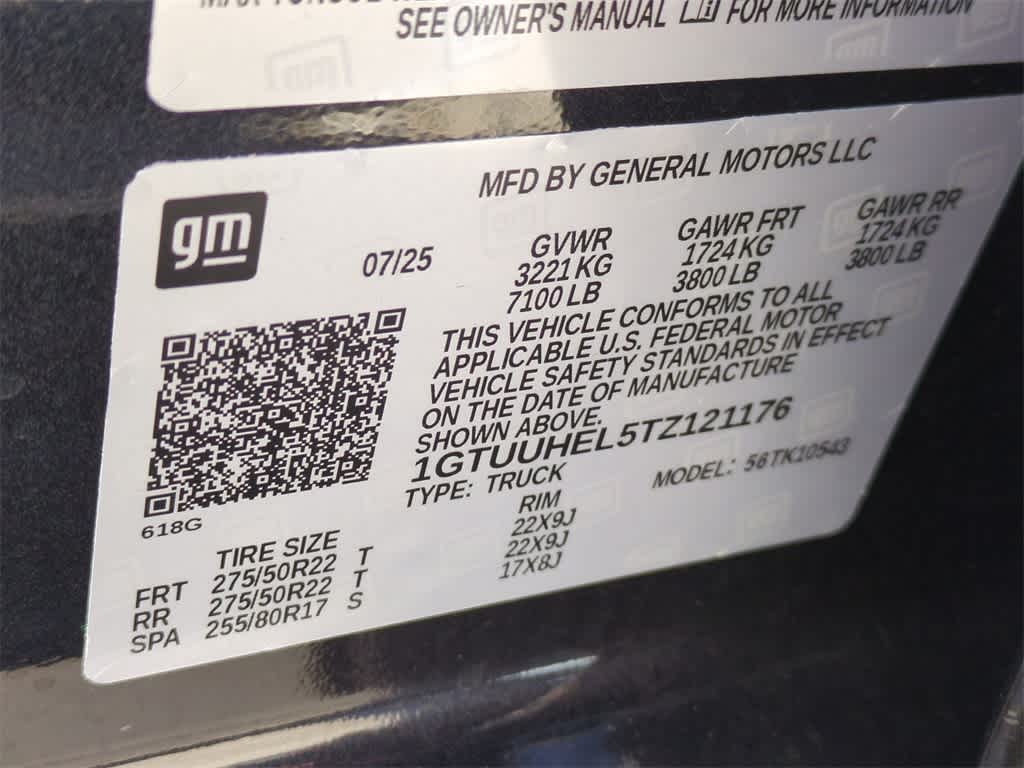 SEE OWNER'S MANUAL FOR MORE INFORMATION
gm
MFD BY GENERAL MOTORS LLC
07/25
GVWR
3221 KG
7100 LB
GAWR FRT
1724 KG
3800 LB
GAWR RR
1724 KG
3800 LB
THIS VEHICLE CONFORMS TO ALL
APPLICABLE U.S. FEDERAL MOTOR
VEHICLE SAFETY STANDARDS IN EFFECT
ON THE DATE OF MANUFACTURE
SHOWN ABOVE.
1GTUUHEL5TZ121176
TYPE: TRUCK
MODEL: 56TK10543
618G
TIRE SIZE
RIM
FRT 275/50R22 T 22X9J
RR 275/50R22 T 22X9J
SPA 255/80R17 S 17X8J